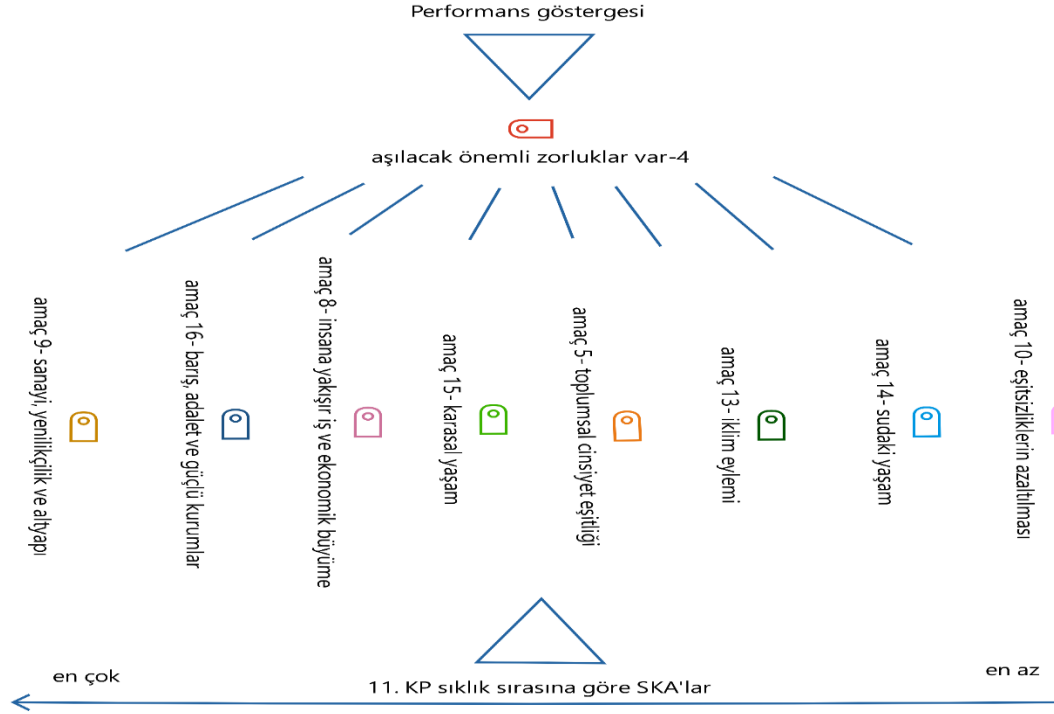 Performans göstergesi
aşılacak önemli zorluklar var-4
amaç 9- sanayi, yenilikçilik ve altyapı
amaç 16- barış, adalet ve güçlü kurumlar
amaç 8- insana yakışır iş ve ekonomik büyüme
amaç 15- karasal yaşam
amaç 5- toplumsal cinsiyet eşitliği
amaç 13- iklim eylemi
amaç 14- sudaki yaşam
amaç 10- eşitsizliklerin azaltılması
en çok
11. KP sıklık sırasına göre SKA'lar
en az